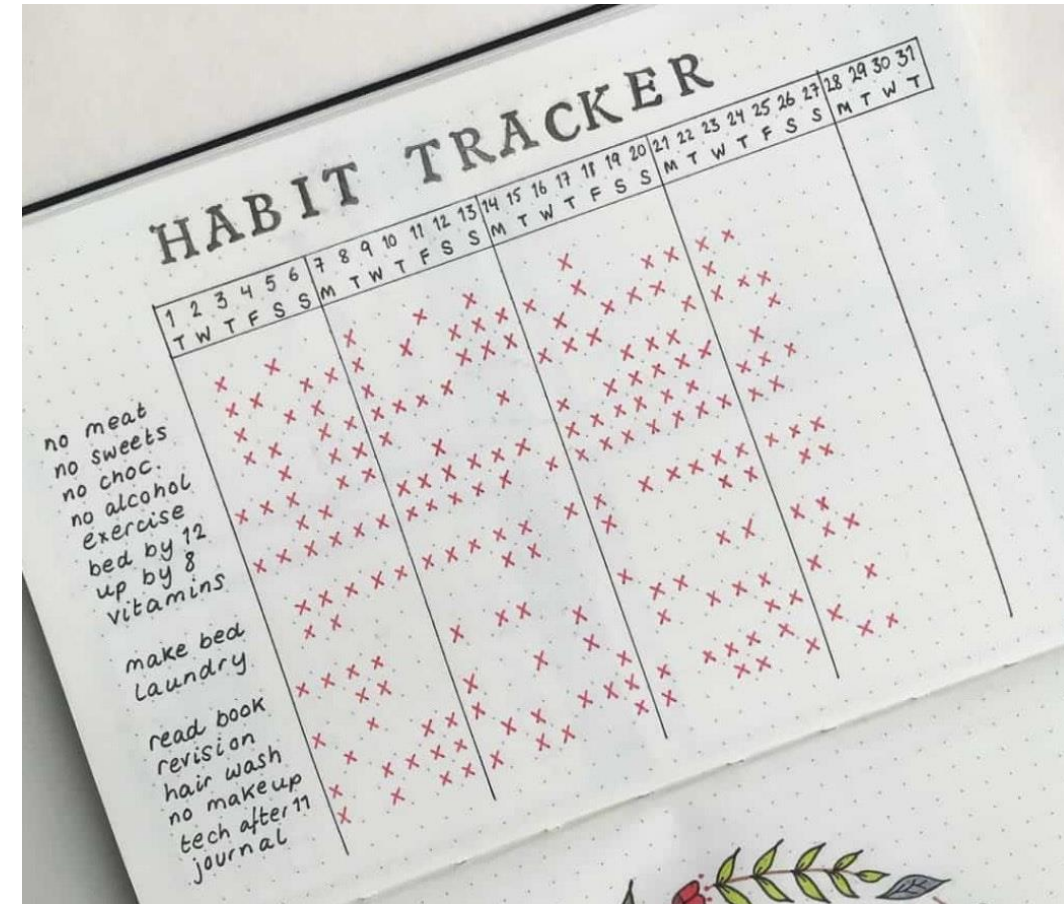 HABIT TRACKER
1 2 3 4 5 6 7 8 9 10 11 12 13 14 15 16 17 18 19 20 21 22 23 24 25 26 27 28 29 30 31
T W T F S S M T W T F S S M T W T F S S M T W T F S S M T W T
no meat
no sweets
no choc.
no alcohol
exercise
bed by 12
up by 8
vitamins
make bed
laundry
read book
revision
hair wash
no makeup
tech after 11
journal